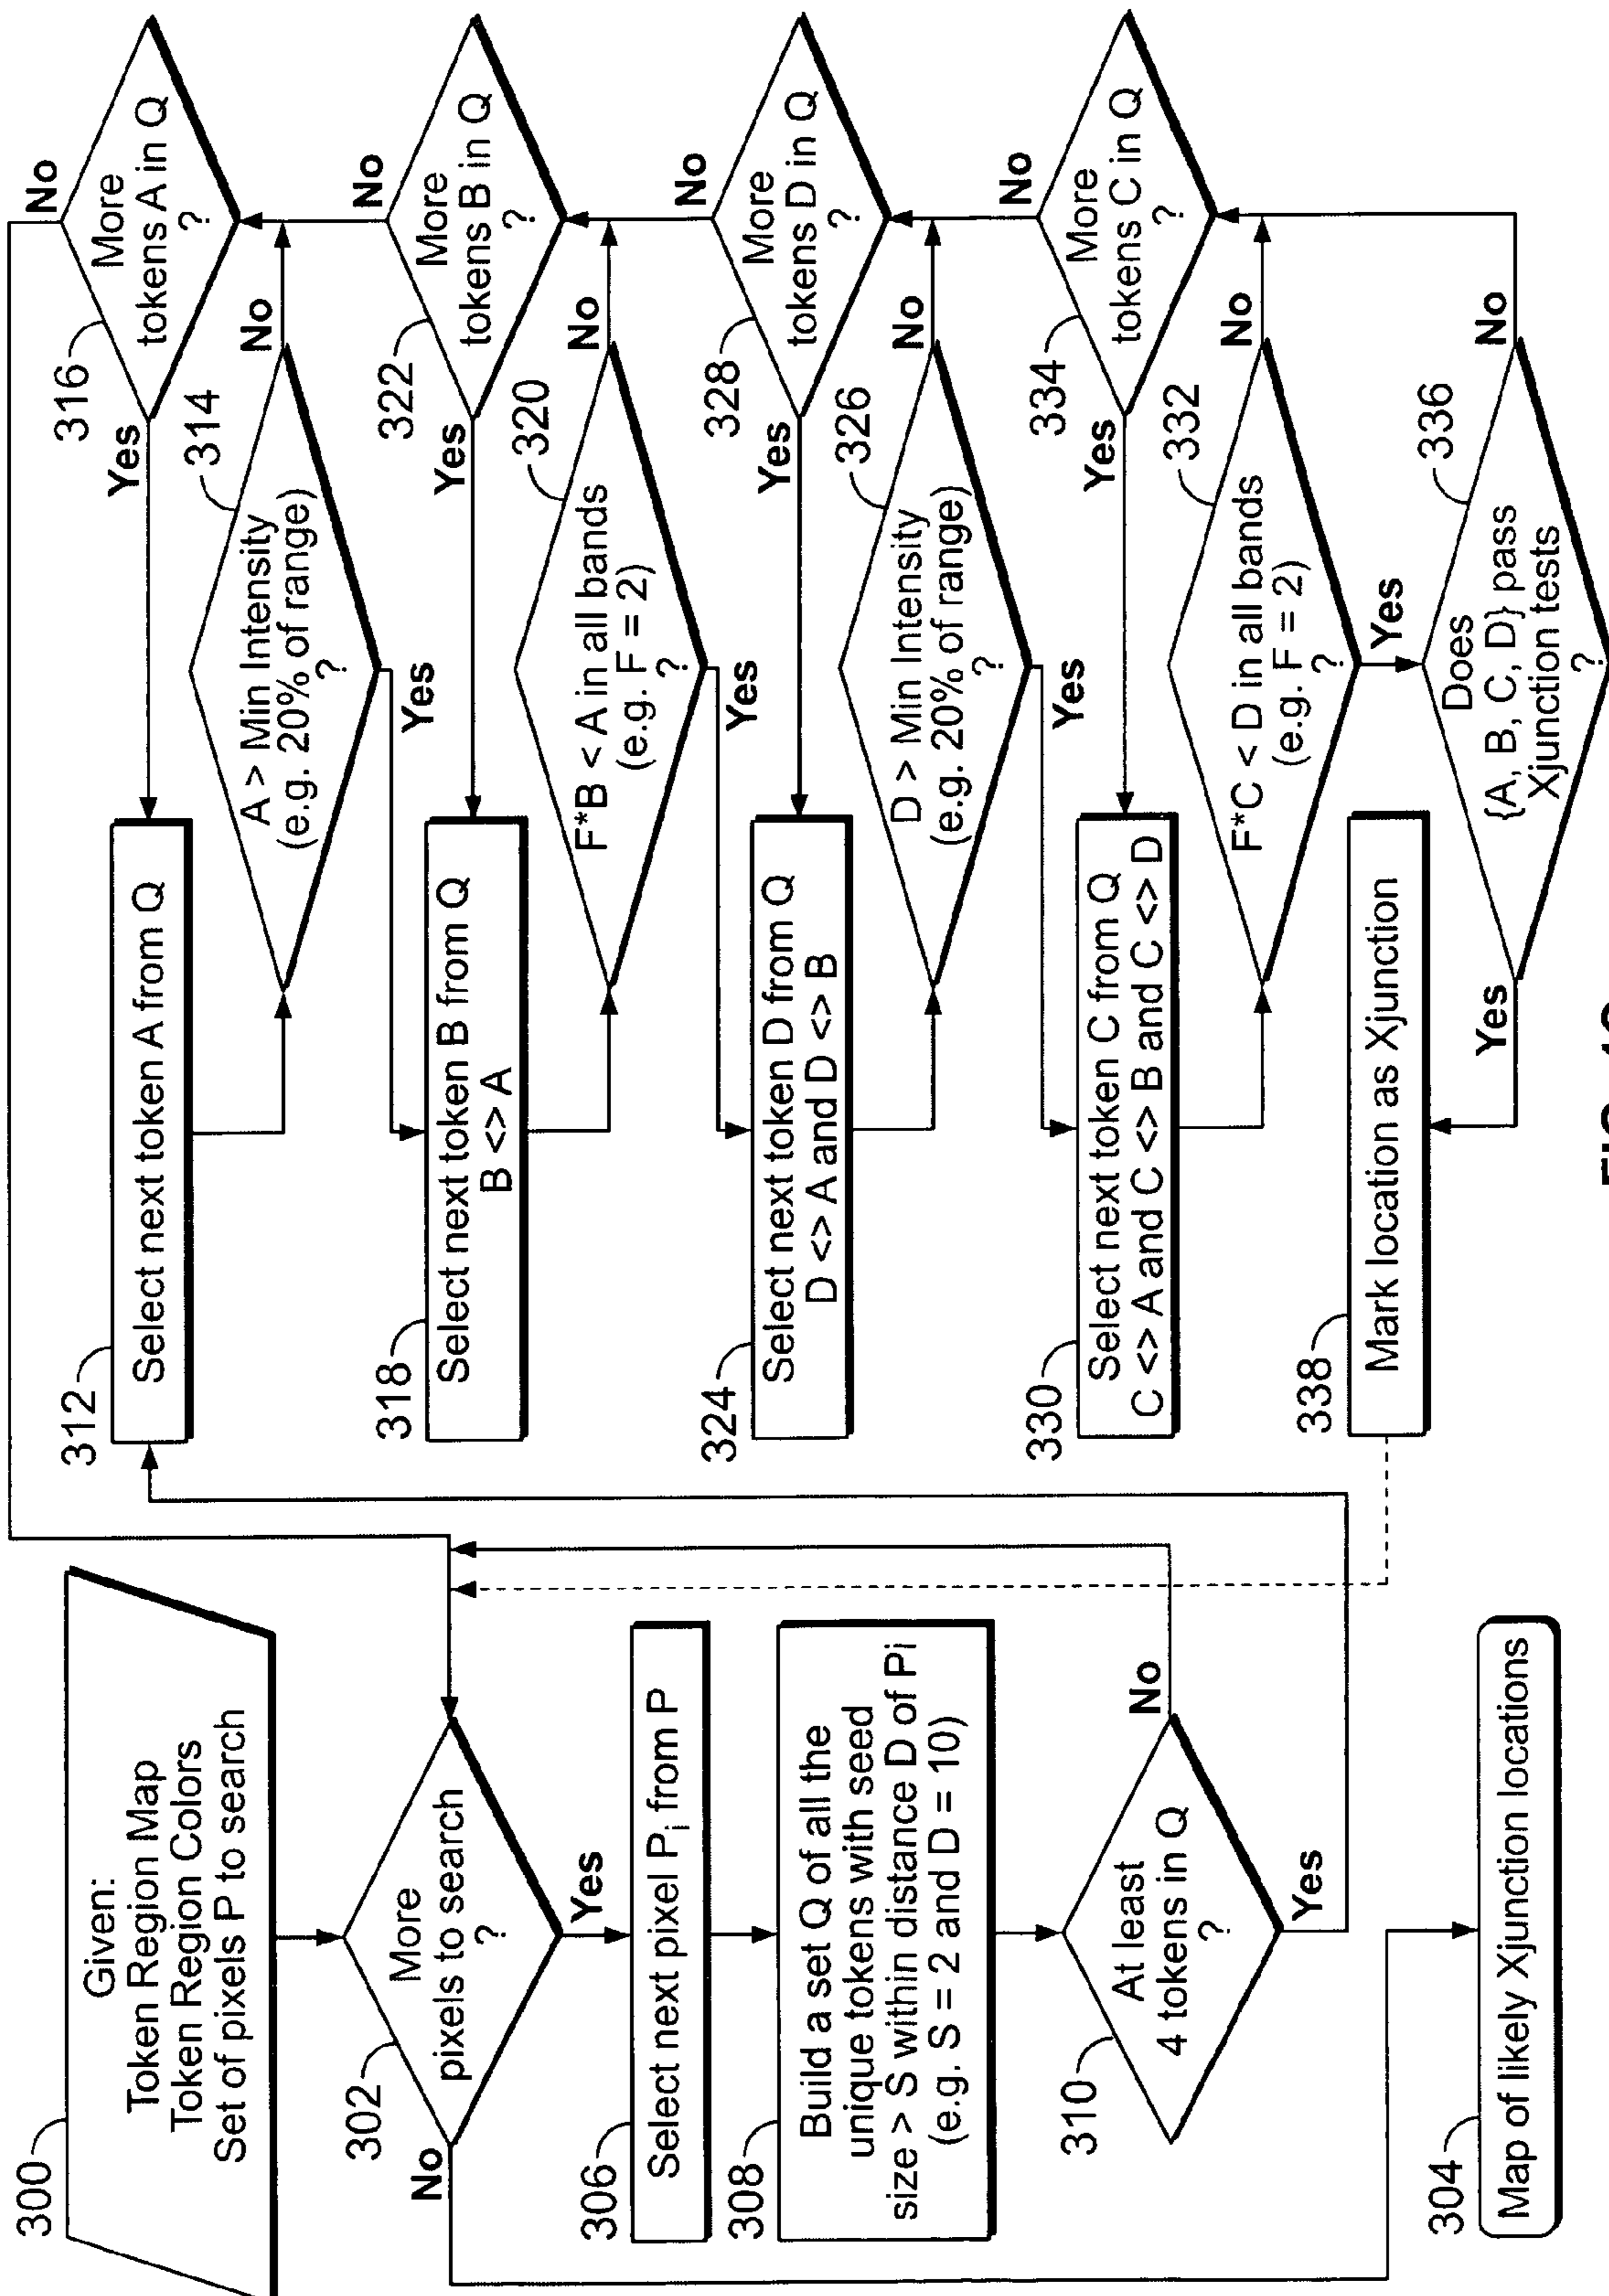 300
Given:
Token Region Map
Token Region Colors
Set of pixels P to search
302
More
pixels to search
?
No
Yes
306
Select next pixel Pi from P
308
Build a set Q of all the
unique tokens with seed
size > S within distance D of Pi
(e.g. S = 2 and D = 10)
310
At least
4 tokens in Q
?
No
Yes
304
Map of likely Xjunction locations
312
Select next token A from Q
314
A > Min Intensity
(e.g. 20% of range)
?
No
Yes
316
More
tokens A in Q
?
No
Yes
318
Select next token B from Q
B <> A
320
F*B < A in all bands
(e.g. F = 2)
?
No
Yes
322
More
tokens B in Q
?
No
Yes
324
Select next token D from Q
D <> A and D <> B
326
D > Min Intensity
(e.g. 20% of range)
?
No
Yes
328
More
tokens D in Q
?
No
Yes
330
Select next token C from Q
C <> A and C <> B and C <> D
332
F*C < D in all bands
(e.g. F = 2)
?
No
Yes
334
More
tokens C in Q
?
No
Yes
336
Does
{A, B, C, D} pass
Xjunction tests
?
No
Yes
338
Mark location as Xjunction